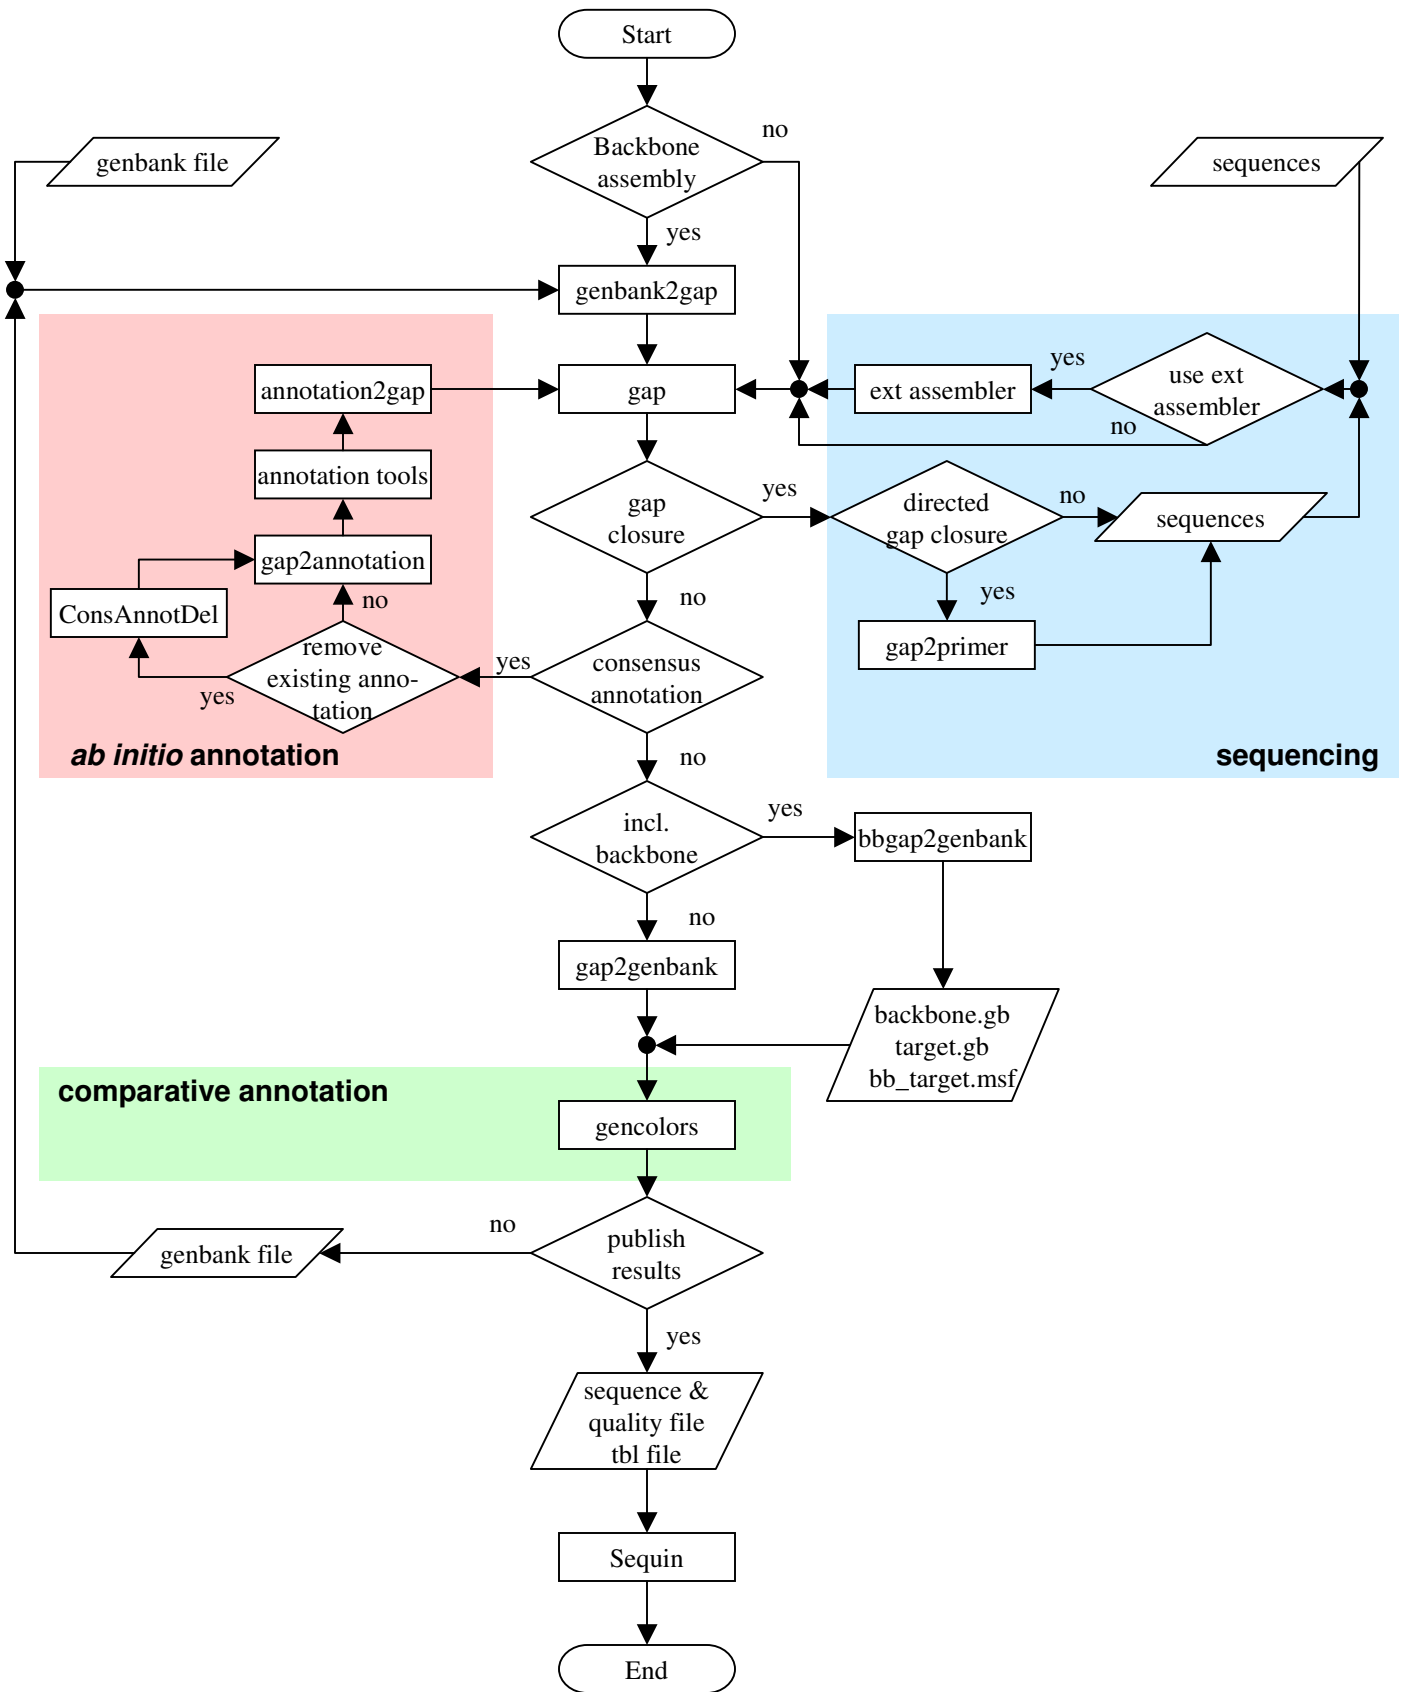 Start
no
genbank file
Backbone
assembly
sequences
yes
genbank2gap
annotation2gap
gap
ext assembler
yes
use ext
assembler
no
annotation tools
gap
closure
yes
directed
gap closure
no
sequences
gap2annotation
no
ConsAnnotDel
no
yes
gap2primer
remove
existing anno-
tation
yes
yes
consensus
annotation
ab initio annotation
no
sequencing
incl.
backbone
yes
bbgap2genbank
no
gap2genbank
backbone.gb
target.gb
bb_target.msf
comparative annotation
gencolors
no
genbank file
publish
results
yes
sequence &
quality file
tbl file
Sequin
End